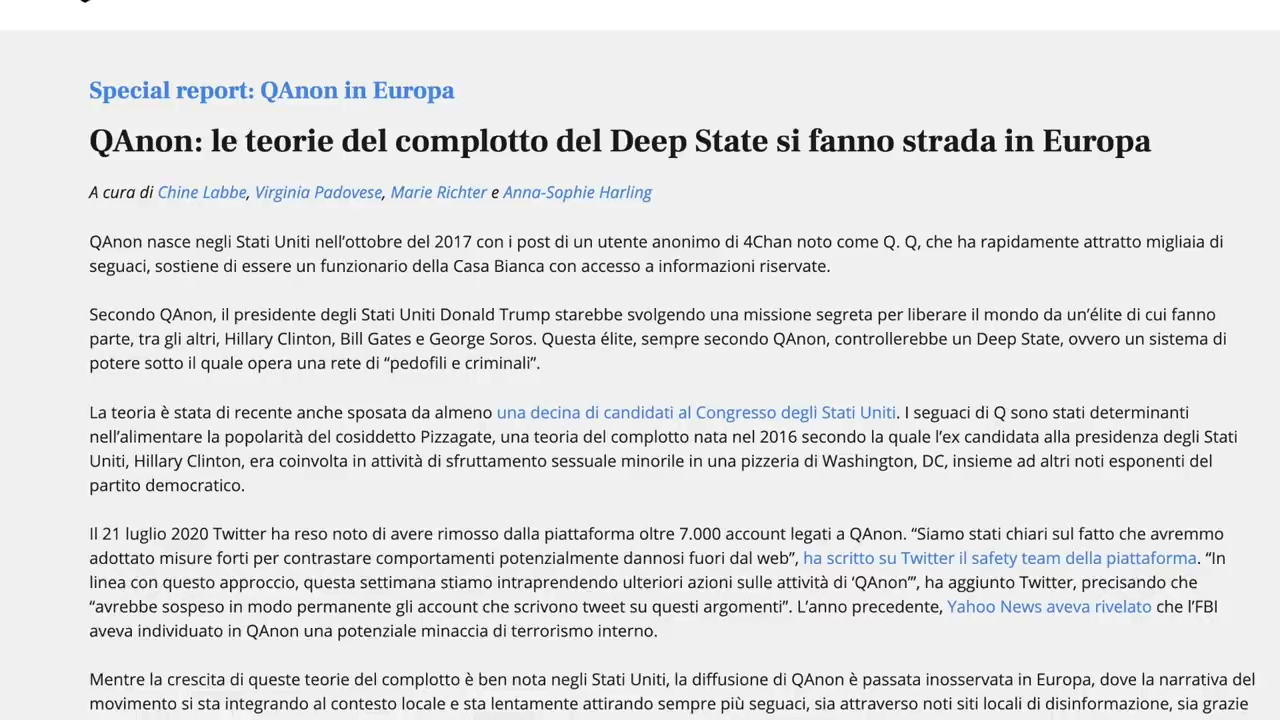 Special report: QAnon in Europa
QAnon: le teorie del complotto del Deep State si fanno strada in Europa
A cura di Chine Labbe, Virginia Padovese, Marie Richter e Anna-Sophie Harling
QAnon nasce negli Stati Uniti nell’ottobre del 2017 con i post di un utente anonimo di 4Chan noto come Q. Q, che ha rapidamente attratto migliaia di
seguaci, sostiene di essere un funzionario della Casa Bianca con accesso a informazioni riservate.
Secondo QAnon, il presidente degli Stati Uniti Donald Trump starebbe svolgendo una missione segreta per liberare il mondo da un’élite di cui fanno
parte, tra gli altri, Hillary Clinton, Bill Gates e George Soros. Questa élite, sempre secondo QAnon, controllerebbe un Deep State, ovvero un sistema di
potere sotto il quale opera una rete di “pedofili e criminali”.
La teoria è stata di recente anche sposata da almeno una decina di candidati al Congresso degli Stati Uniti. I seguaci di Q sono stati determinanti
nell’alimentare la popolarità del cosiddetto Pizzagate, una teoria del complotto nata nel 2016 secondo la quale l’ex candidata alla presidenza degli Stati
Uniti, Hillary Clinton, era coinvolta in attività di sfruttamento sessuale minorile in una pizzeria di Washington, DC, insieme ad altri noti esponenti del
partito democratico.
Il 21 luglio 2020 Twitter ha reso noto di avere rimosso dalla piattaforma oltre 7.000 account legati a QAnon. “Siamo stati chiari sul fatto che avremmo
adottato misure forti per contrastare comportamenti potenzialmente dannosi fuori dal web”, ha scritto su Twitter il safety team della piattaforma. “In
linea con questo approccio, questa settimana stiamo intraprendendo ulteriori azioni sulle attività di ‘QAnon’”, ha aggiunto Twitter, precisando che
“avrebbe sospeso in modo permanente gli account che scrivono tweet su questi argomenti”. L’anno precedente, Yahoo News aveva rivelato che l’FBI
aveva individuato in QAnon una potenziale minaccia di terrorismo interno.
Mentre la crescita di queste teorie del complotto è ben nota negli Stati Uniti, la diffusione di QAnon è passata inosservata in Europa, dove la narrativa del
movimento si sta integrando al contesto locale e sta lentamente attirando sempre più seguaci, sia attraverso noti siti locali di disinformazione, sia grazie